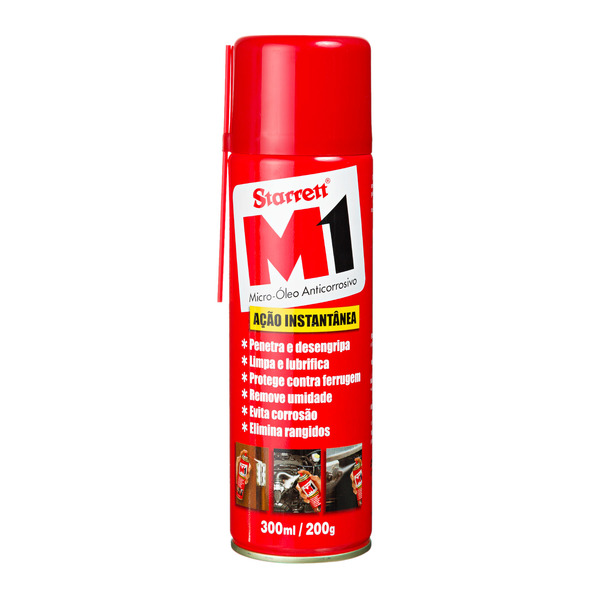 Starrett®
M1
Micro-Óleo Anticorrosivo
AÇÃO INSTANTÂNEA
* Penetra e desengripa
* Limpa e lubrifica
* Protege contra ferrugem
* Remove umidade
* Evita corrosão
* Elimina rangidos
M1
300ml / 200g